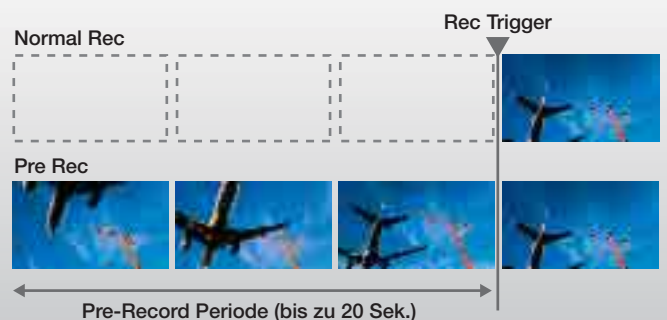 Rec Trigger
Normal Rec
Pre Rec
Pre-Record Periode (bis zu 20 Sek.)